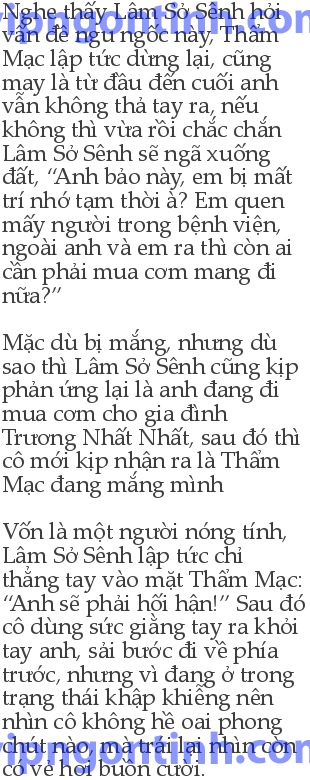 Nghe thấy Lâm Sở Sênh hỏi
vấn đề ngu ngốc này, Thẩm
Mạc lập tức dừng lại, cũng
may là từ đầu đến cuối anh
vẫn không thả tay ra, nếu
không thì vừa rồi chắc chắn
Lâm Sở Sênh sẽ ngã xuống
đất, “Anh bảo này, em bị mất
trí nhớ tạm thời à? Em quen
mấy người trong bệnh viện,
ngoài anh và em ra thì còn ai
cần phải mua cơm mang đi
nữa?”
Mặc dù bị mắng, nhưng dù
sao thì Lâm Sở Sênh cũng kịp
phản ứng lại là anh đang đi
mua cơm cho gia đình
Trương Nhất Nhất, sau đó thì
cô mới kịp nhận ra là Thẩm
Mạc đang mắng mình
Vốn là một người nóng tính,
Lâm Sở Sênh lập tức chỉ
thẳng tay vào mặt Thẩm Mạc:
“Anh sẽ phải hối hận!” Sau đó
cô dùng sức giằng tay ra khỏi
tay anh, sải bước đi về phía
trước, nhưng vì đang ở trong
trạng thái khập khiễng nên
nhìn cô không hề oai phong
chút nào, mà trái lại nhìn còn
có vẻ hơi buồn cười.